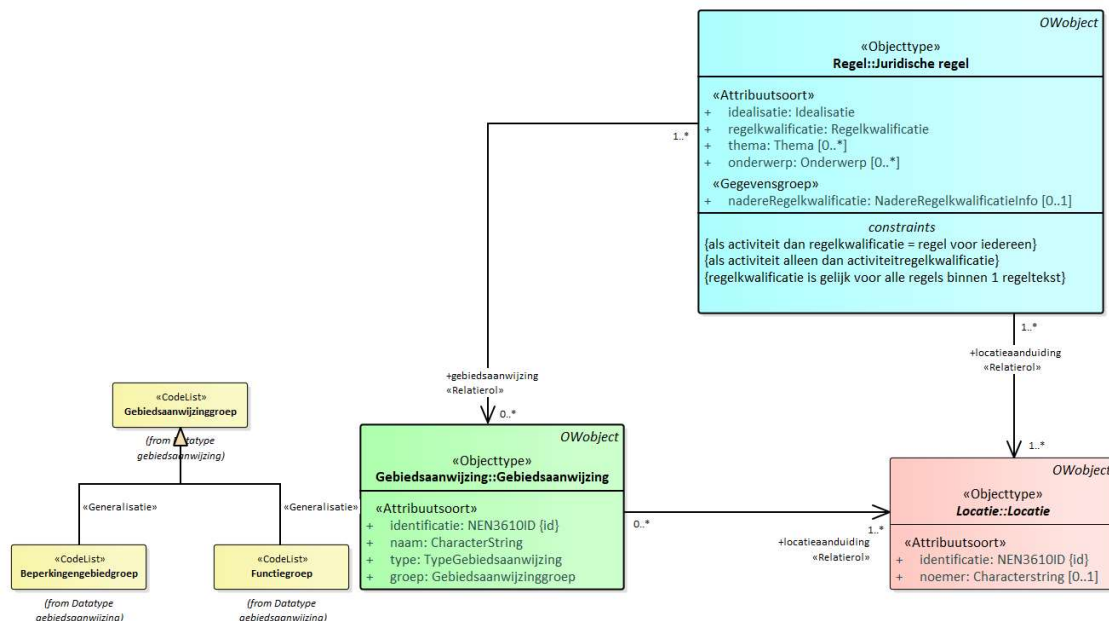 OWobject
«Objecttype»
Regel::Juridische regel
«Attribuutsoort»
+ idealisatie: Idealisatie
+ regelkwalificatie: Regelkwalificatie
+ thema: Thema [0..*]
+ onderwerp: Onderwerp [0..*]
«Gegevensgroep»
+ nadereRegelkwalificatie: NadereRegelkwalificatieInfo [0..1]
constraints
{als activiteit dan regelkwalificatie = regel voor iedereen}
{als activiteit alleen dan activiteitregelkwalificatie}
{regelkwalificatie is gelijk voor alle regels binnen 1 regeltekst}
1..*
1..*
+locatieaanduiding
«Relatierol»
1..*
+gebiedsaanwijzing
«Relatierol»
0..*
«CodeList»
Gebiedsaanwijzinggroep
(from Datatype
gebiedsaanwijzing)
«Generalisatie»
«Generalisatie»
«CodeList»
Beperkingengebiedgroep
(from Datatype
gebiedsaanwijzing)
«CodeList»
Functiegroep
(from Datatype
gebiedsaanwijzing)
OWobject
«Objecttype»
Gebiedsaanwijzing::Gebiedsaanwijzing
«Attribuutsoort»
+ identificatie: NEN3610ID {id}
+ naam: CharacterString
+ type: TypeGebiedsaanwijzing
+ groep: Gebiedsaanwijzinggroep
0..*
1..*
+locatieaanduiding
«Relatierol»
OWobject
«Objecttype»
Locatie::Locatie
«Attribuutsoort»
+ identificatie: NEN3610ID {id}
+ noemer: Characterstring [0..1]